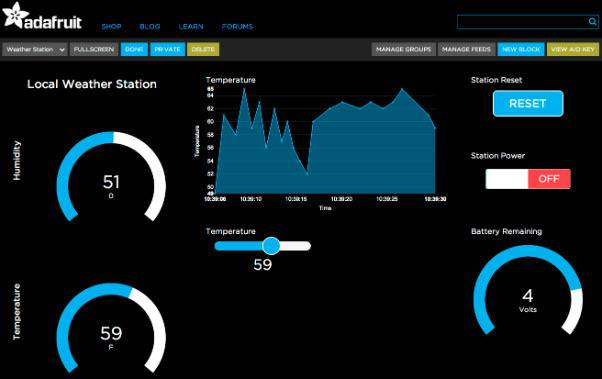 adafruit
SHOP BLOG LEARN FORUMS
Weather Station FULLSCREEN DONE PRIVATE DELETE MANAGE GROUPS MANAGE FEEDS NEW BLOCK VIEW AIO KEY
Local Weather Station
Humidity
51
0
Temperature
59
F
Temperature
Temperature
65
64
62
60
58
56
54
52
50
49
10:39:06 10:39:10 10:39:15 10:39:20 10:39:25 10:39:30
Time
Temperature
59
Station Reset
RESET
Station Power
OFF
Battery Remaining
4
Volts